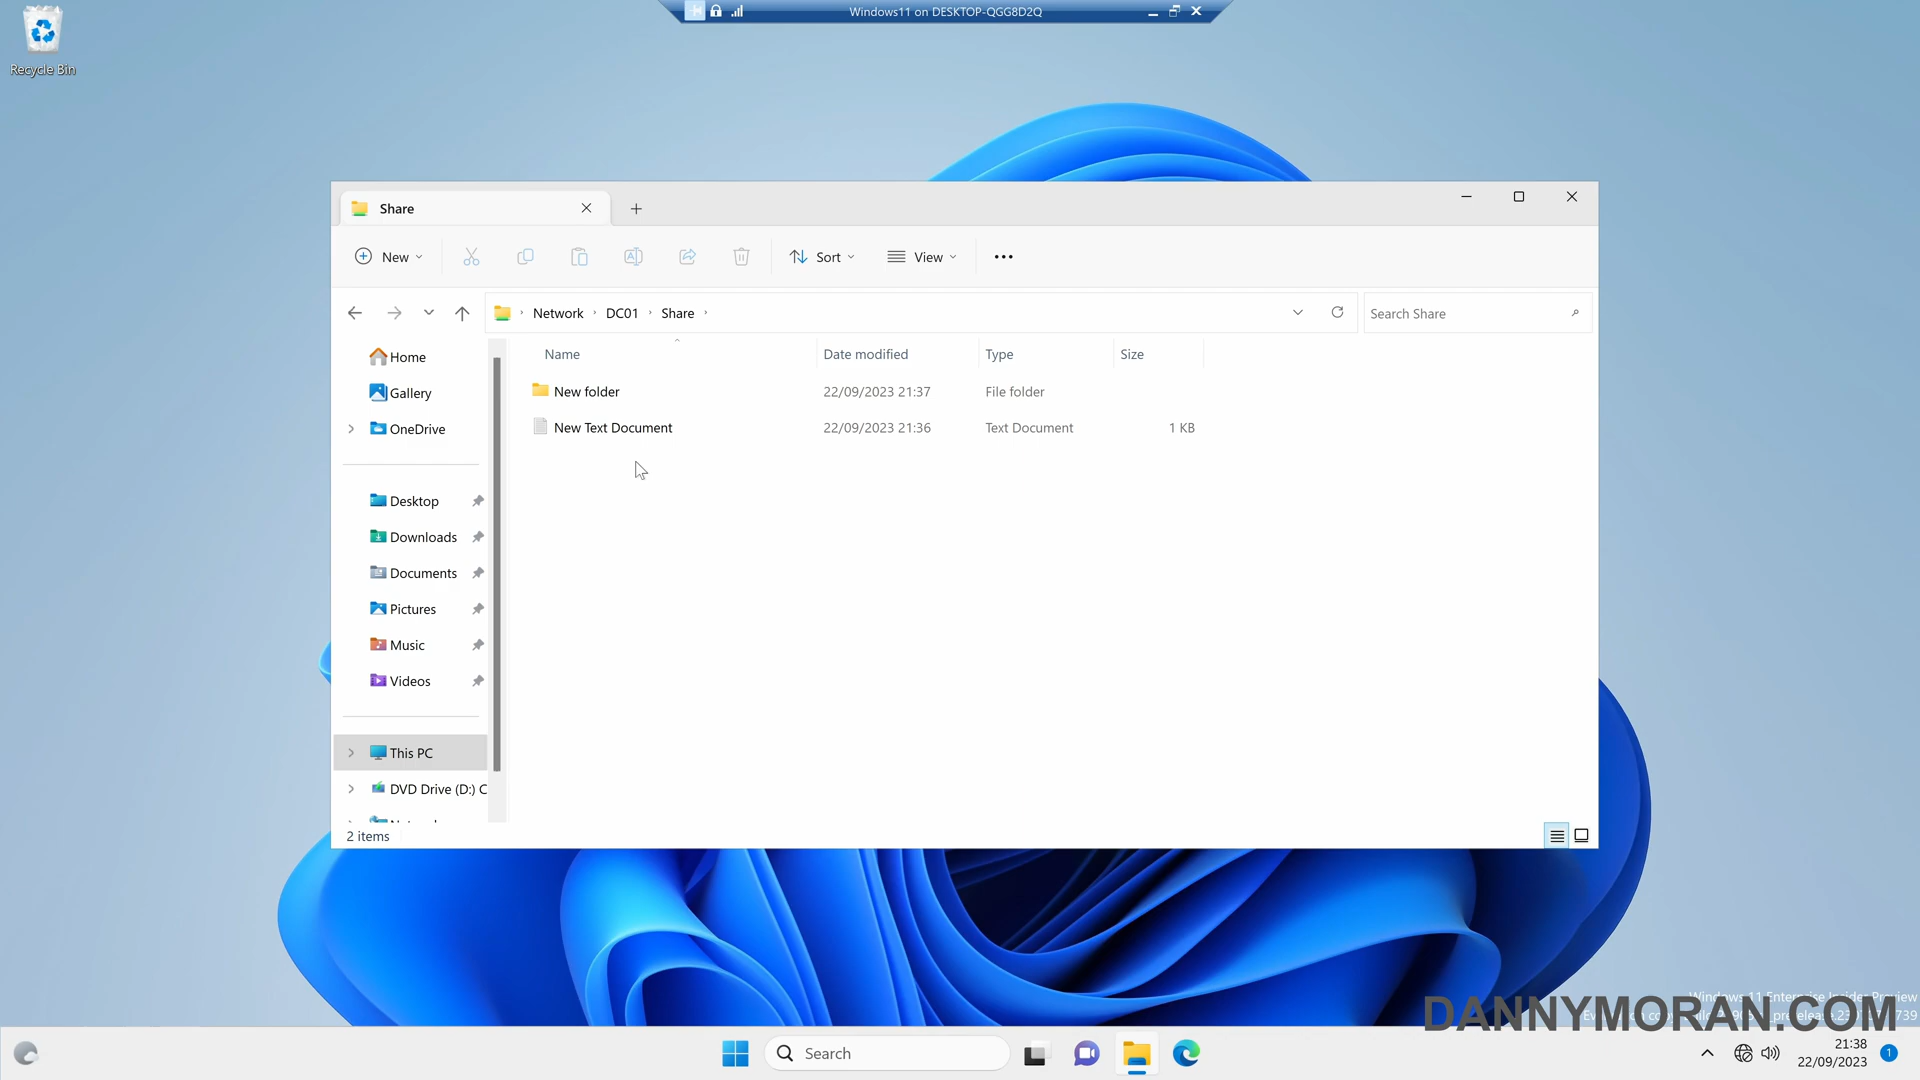 Windows11 on DESKTOP-QGG8D2Q
Recycle Bin
Share
New
Sort
View
Network
DC01
Share
Search Share
Name
Date modified
Type
Size
New folder
22/09/2023 21:37
File folder
New Text Document
22/09/2023 21:36
Text Document
1 KB
Home
Gallery
OneDrive
Desktop
Downloads
Documents
Pictures
Music
Videos
This PC
DVD Drive (D:) C
2 items
Windows 11 Enterprise Insider Preview
DANNYMORAN.COM
Search
21:38
22/09/2023
1